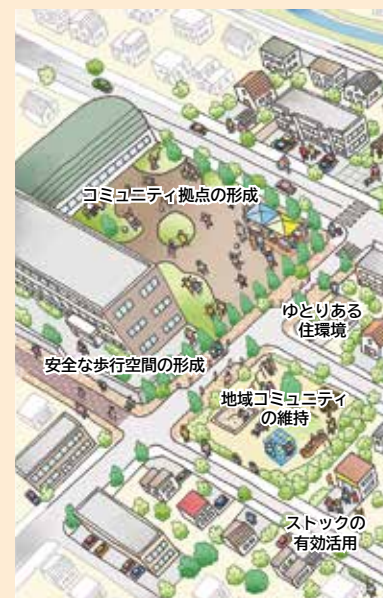 コミュニティ拠点の形成
ゆとりある
住環境
安全な歩行空間の形成
地域コミュニティ
の維持
ストックの
有効活用